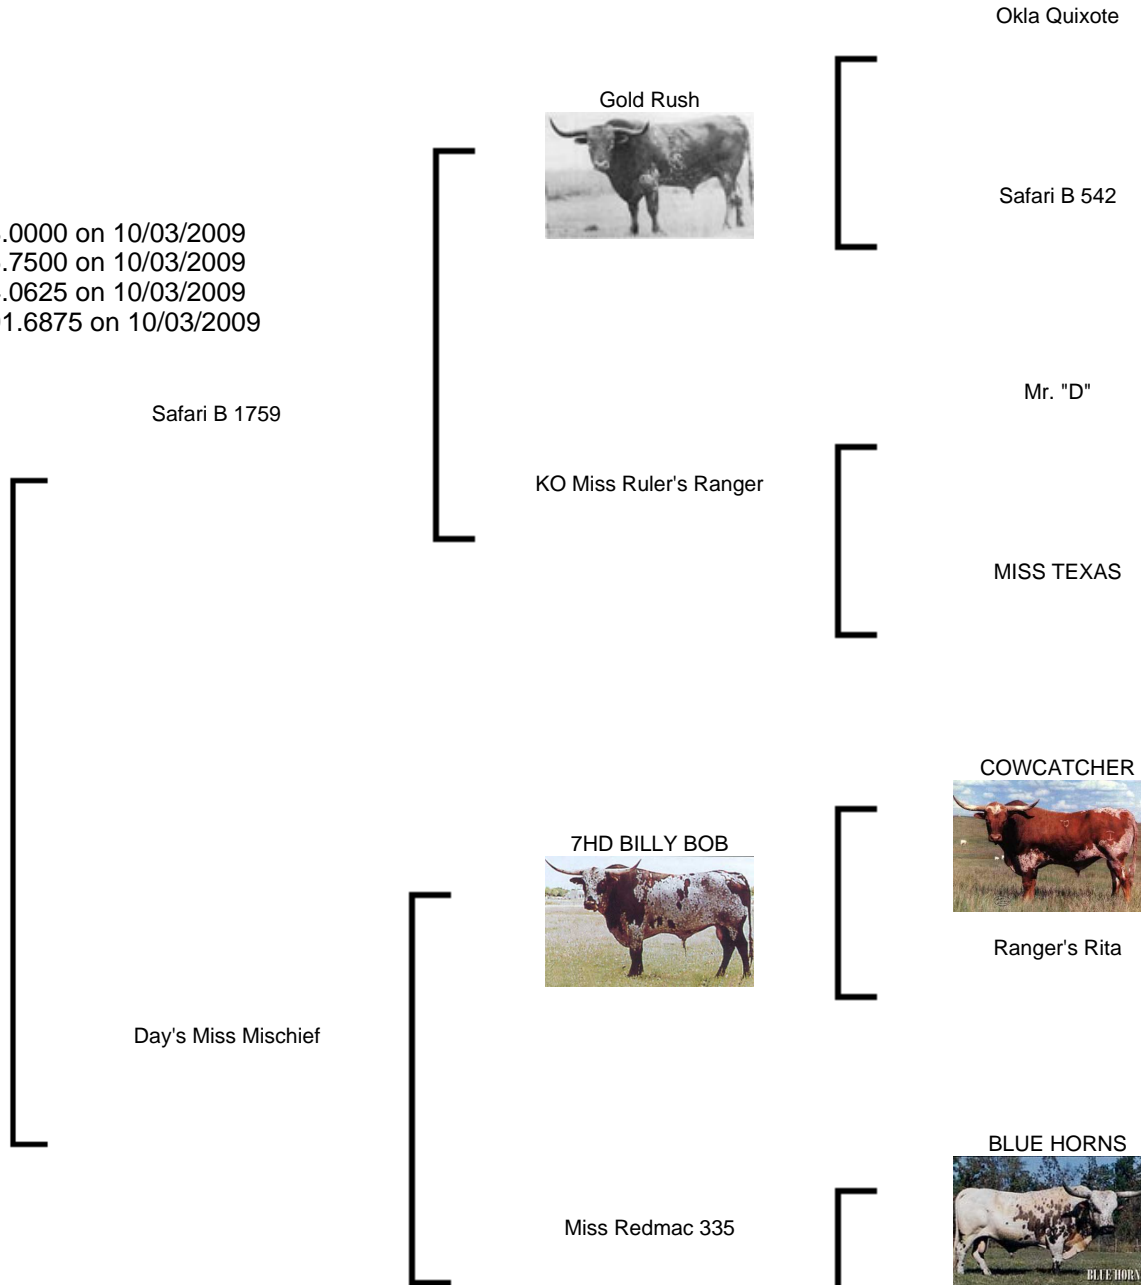 Okla Quixote
Gold Rush
Safari B 542
.0000 on 10/03/2009
.7500 on 10/03/2009
.0625 on 10/03/2009
1.6875 on 10/03/2009
Mr. "D"
Safari B 1759
KO Miss Ruler's Ranger
MISS TEXAS
COWCATCHER
7HD BILLY BOB
Ranger's Rita
Day's Miss Mischief
BLUE HORNS
Miss Redmac 335
BLUE HORN